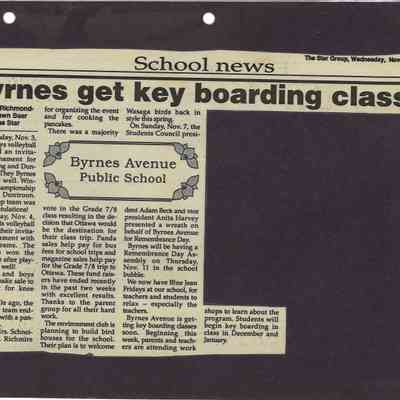 School news
The Star Group, Wednesday, Nov
yrnes get key boarding class
Richmond-
wn Saer
e Star
day, Nov. 3,
s volleyball
d an invita-
nament for
ing and Don-
They Byrnes
well. Win-
hampionship
Duntroon.
p team was
ndulations!
day, Nov. 4,
s volleyball
their invita-
nament with
eams. The
won the
e after play-
well!
and boys
ake sale to
for knee
le ago, the
team end-
with a pan-
rs. Schnei-
. Richmire
for organizing the event
and for cooking the
pancakes.
There was a majority
Wasaga birds back in
style this spring.
On Sunday, Nov. 7, the
Students Council presi-
Byrnes Avenue
Public School
vote in the Grade 7/8
class resulting in the de-
cision that Ottawa
would be the destination
for their class trip. Panda
sales help pay for bus
fees for school trips and
magazine sales help pay
for the Grade 7/8 trip to
Ottawa. These fund rais-
ers have ended recently
in the past two weeks
with excellent results.
Thanks to the parent
group for all their hard
work.
The environment club is
planning to build bird
houses for the school.
Their plan is to welcome
dent Adam Beck and vice
president Anita Harvey
presented a wreath on
behalf of Byrnes Avenue
for Remembrance Day.
Byrnes will be having a
Remembrance Day As-
sembly on Thursday,
Nov. 11 in the school
bubble.
We now have Blue Jean
Fridays at our school, for
teachers and students to
relax — especially the
teachers.
Byrnes Avenue is get-
ting key boarding classes
soon. Beginning this
week, parents and teach-
ers are attending work
shops to learn about the
program. Students will
begin key boarding in
class in December and
January.